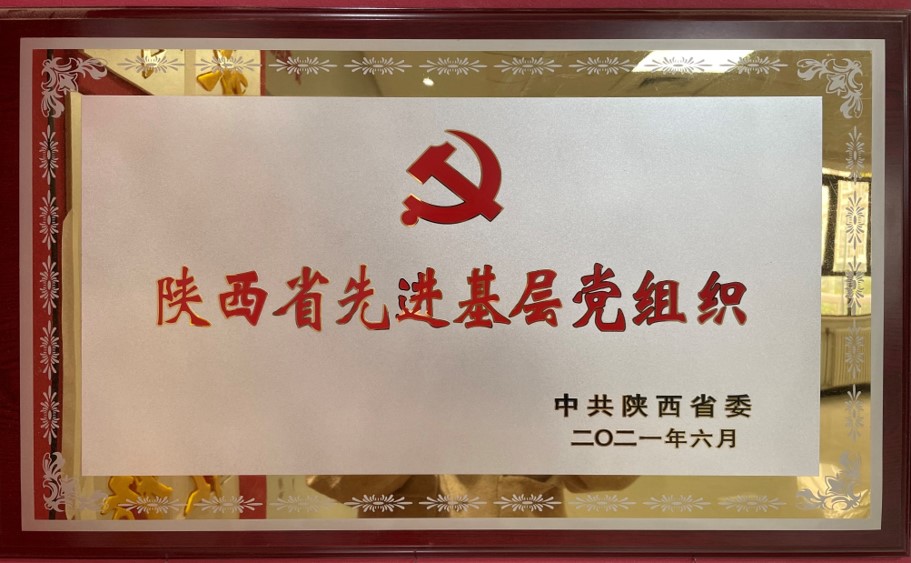 陕西省先进基层党组织
中共陕西省委
二〇二一年六月